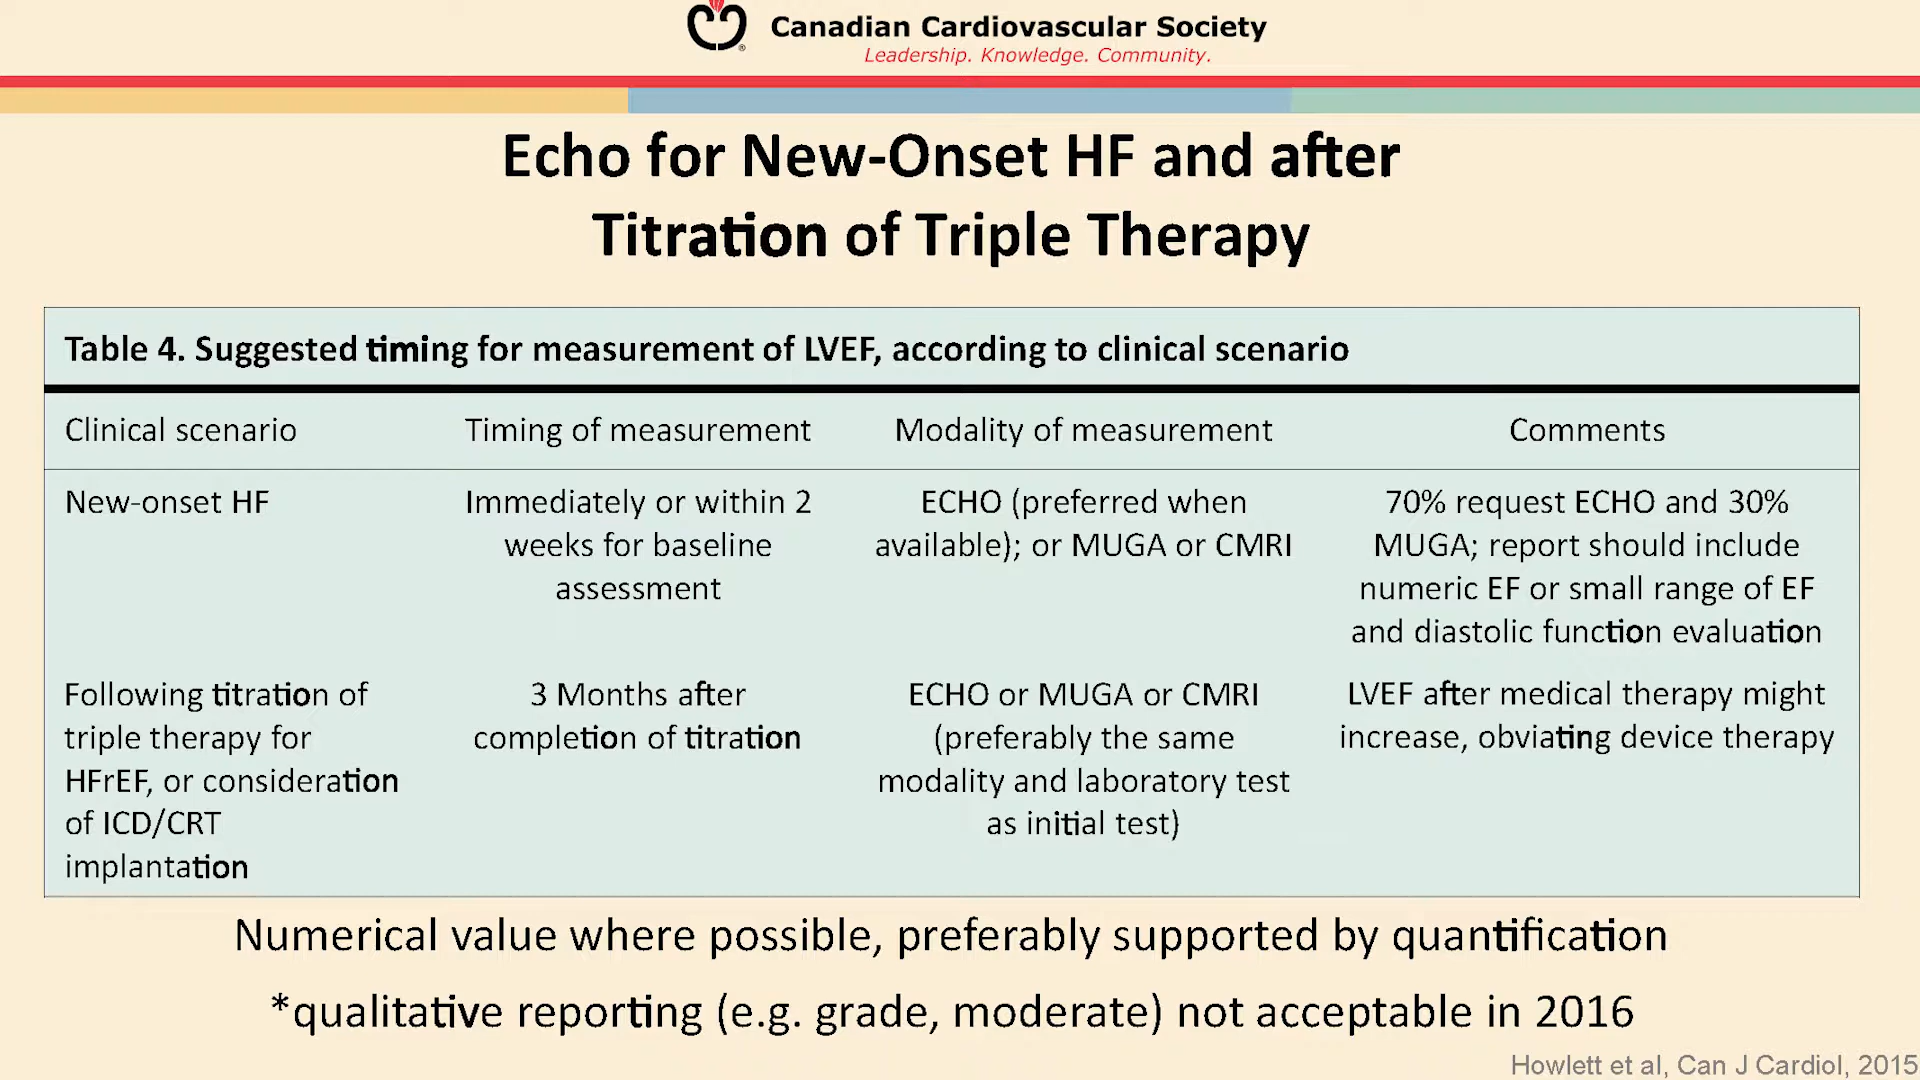 Canadian Cardiovascular Society
Leadership. Knowledge. Community.
Echo for New-Onset HF and after
Titration of Triple Therapy
Table 4. Suggested timing for measurement of LVEF, according to clinical scenario
Clinical scenario
Timing of measurement
Modality of measurement
Comments
New-onset HF
Immediately or within 2
weeks for baseline
assessment
ECHO (preferred when
available); or MUGA or CMRI
70% request ECHO and 30%
MUGA; report should include
numeric EF or small range of EF
and diastolic function evaluation
Following titration of
triple therapy for
HFrEF, or consideration
of ICD/CRT
implantation
3 Months after
completion of titration
ECHO or MUGA or CMRI
(preferably the same
modality and laboratory test
as initial test)
LVEF after medical therapy might
increase, obviating device therapy
Numerical value where possible, preferably supported by quantification
*qualitative reporting (e.g. grade, moderate) not acceptable in 2016
Howlett et al, Can J Cardiol, 2015